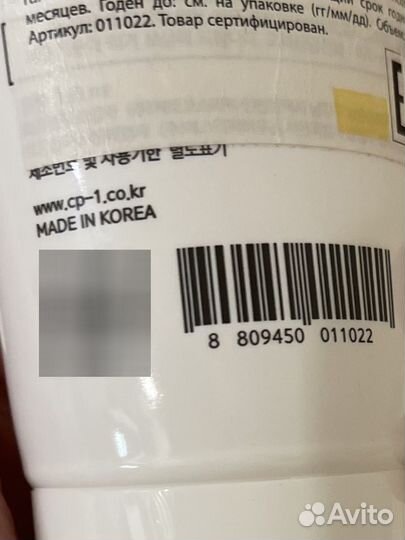 месяцев. Годен до: см. на упаковке (гг/мм/дд). Объем
Артикул: 011022. Товар сертифицирован.
제조번호 및 사용기한 별도표기
www.cp-1.co.kr
MADE IN KOREA
8 809450 011022
Avito